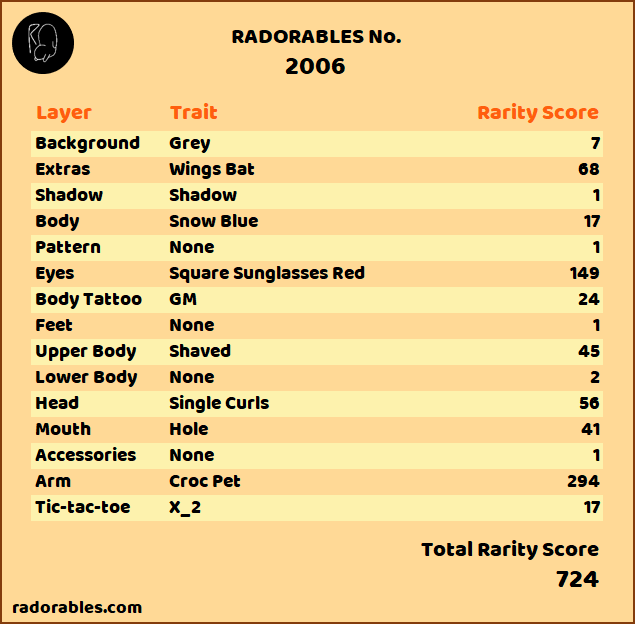 RADORABLES No.
2006
Layer Trait Rarity Score
Background Grey 7
Extras Wings Bat 68
Shadow Shadow 1
Body Snow Blue 17
Pattern None 1
Eyes Square Sunglasses Red 149
Body Tattoo GM 24
Feet None 1
Upper Body Shaved 45
Lower Body None 2
Head Single Curls 56
Mouth Hole 41
Accessories None 1
Arm Croc Pet 294
Tic-tac-toe X_2 17
Total Rarity Score
724
radorables.com